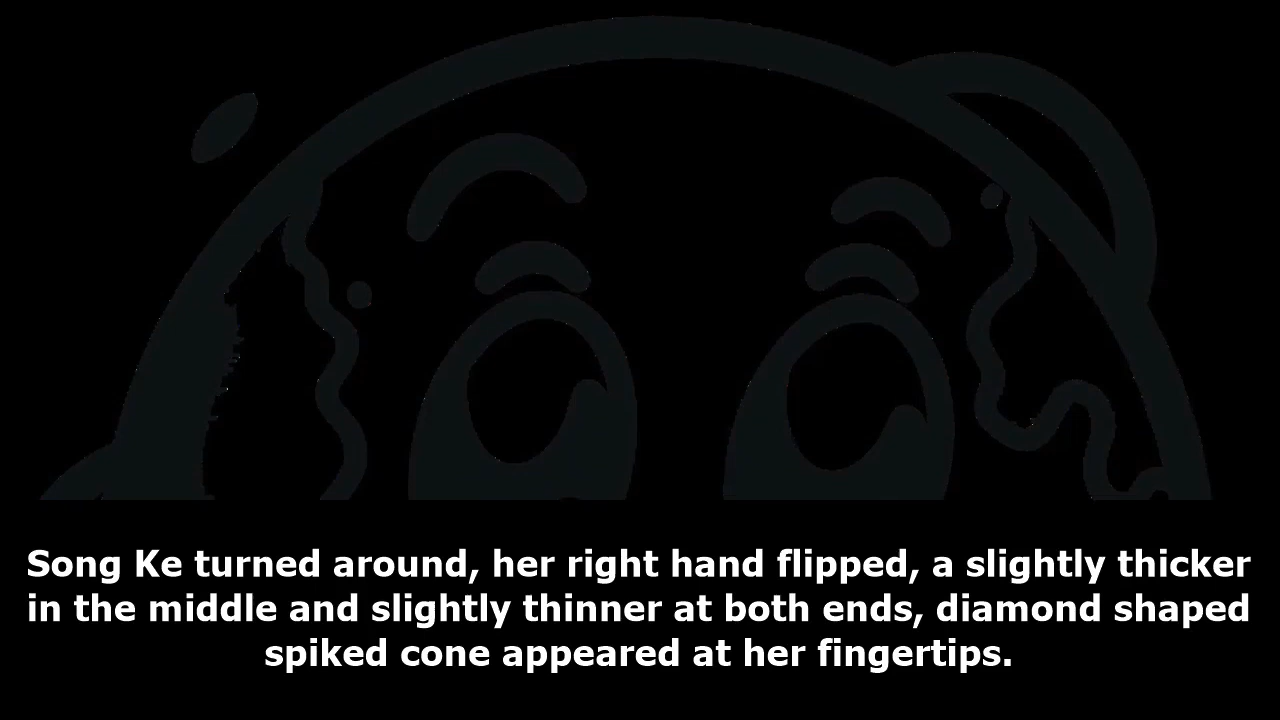 Song Ke turned around, her right hand flipped, a slightly thicker
in the middle and slightly thinner at both ends, diamond shaped
spiked cone appeared at her fingertips.